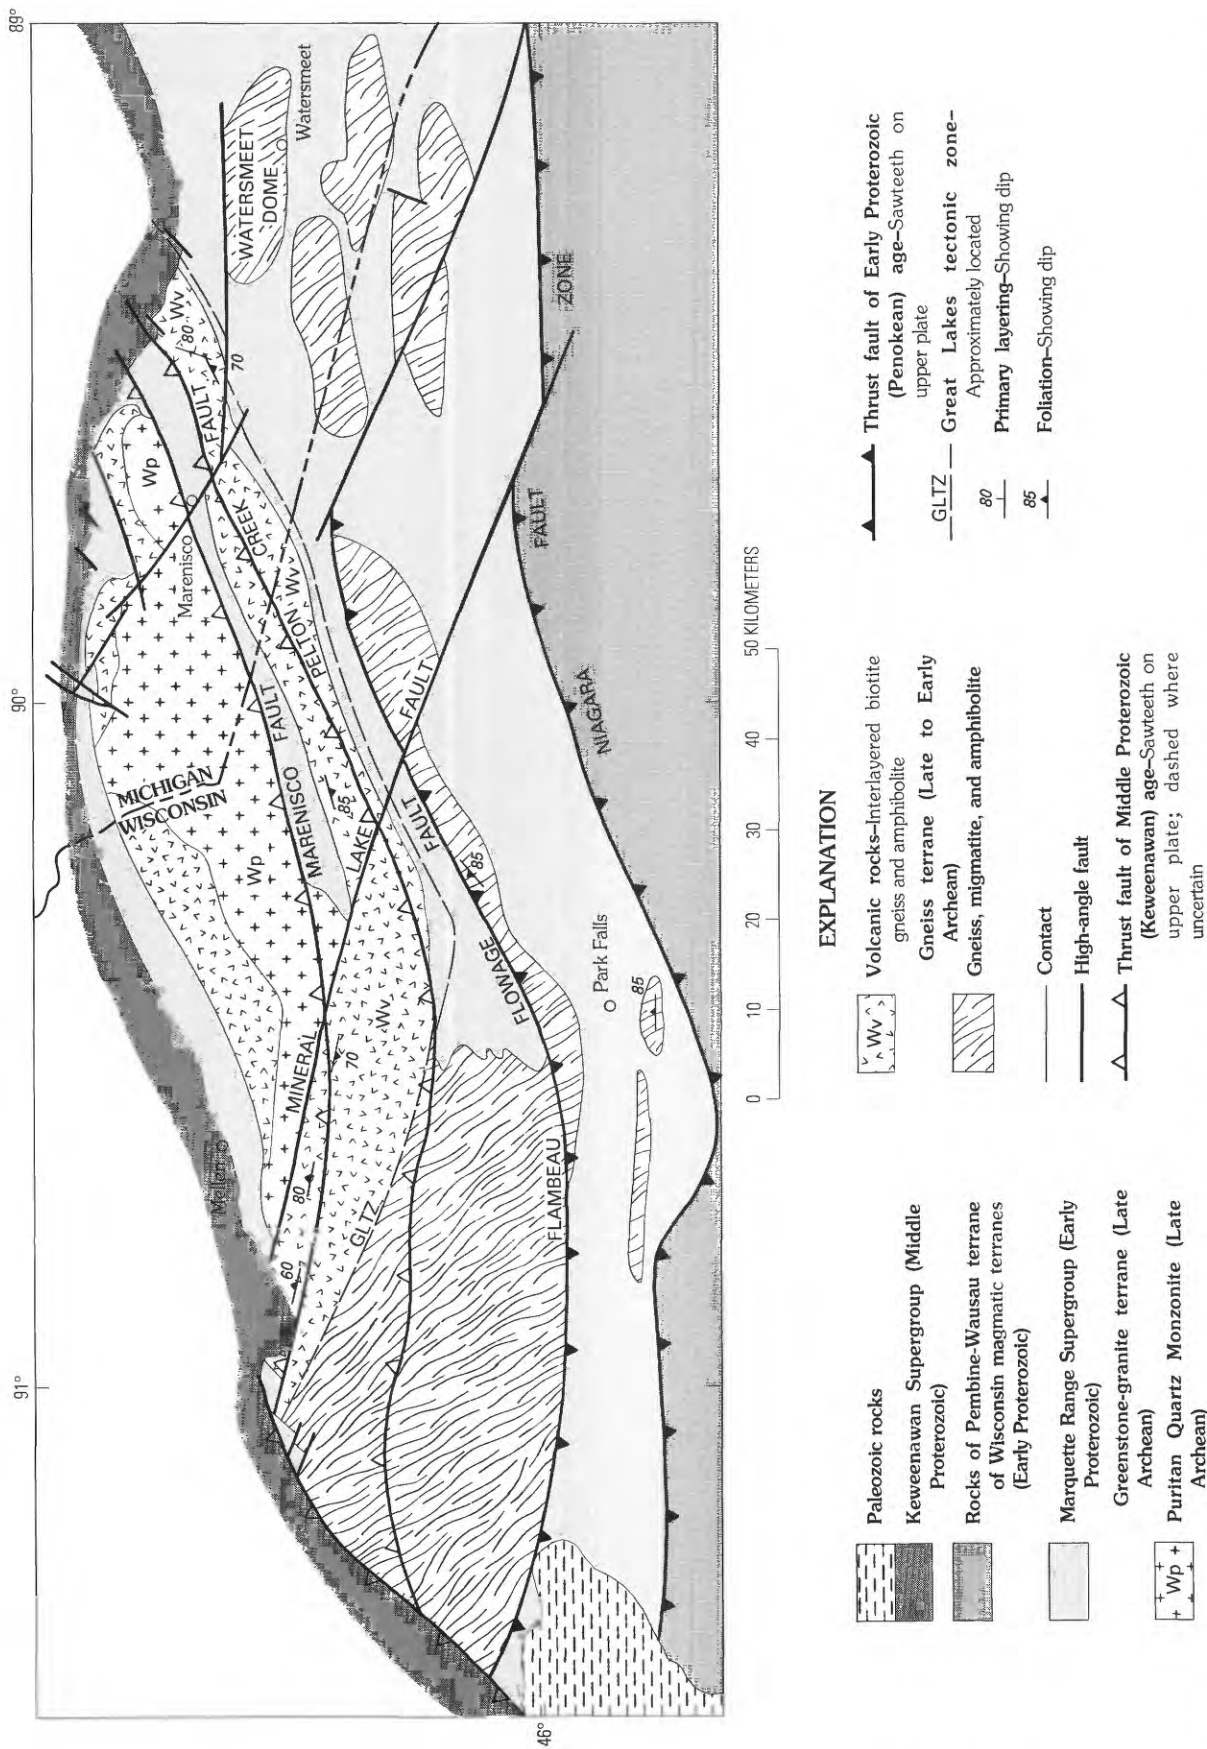 91°
90°
89°
46°
MICHIGAN
WISCONSIN
Mellen
Marenisco
Watersmeet
WATERSMEET
DOME
Park Falls
Wp
Wp
Wp
Wv
Wv
Wv
MINERAL
LAKE
FAULT
MARENISCO
FAULT
PELTON
CREEK
FAULT
GLTZ
FLAMBEAU
FLOWAGE
FAULT
NIAGARA
FAULT
ZONE
60
80
70
85
80
70
85
85
0 10 20 30 40 50 KILOMETERS
EXPLANATION
Paleozoic rocks
Keweenawan Supergroup (Middle
Proterozoic)
Rocks of Pembine-Wausau terrane
of Wisconsin magmatic terranes
(Early Proterozoic)
Marquette Range Supergroup (Early
Proterozoic)
Greenstone-granite terrane (Late
Archean)
Wp
Puritan Quartz Monzonite (Late
Archean)
Wv
Volcanic rocks–Interlayered biotite
gneiss and amphibolite
Gneiss terrane (Late to Early
Archean)
Gneiss, migmatite, and amphibolite
Contact
High-angle fault
Thrust fault of Middle Proterozoic
(Keweenawan) age–Sawteeth on
upper plate; dashed where
uncertain
Thrust fault of Early Proterozoic
(Penokean) age–Sawteeth on
upper plate
GLTZ
Great Lakes tectonic zone–
Approximately located
80
Primary layering–Showing dip
85
Foliation–Showing dip